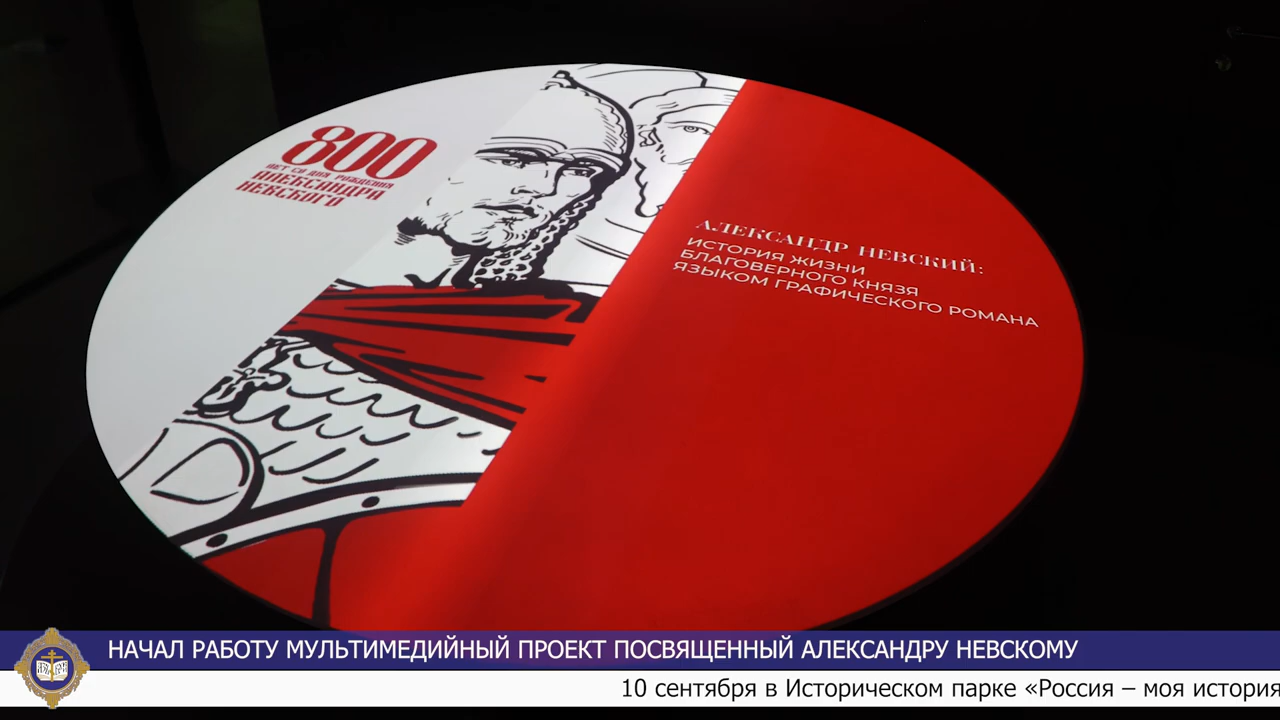 800
ЛЕТ СО ДНЯ РОЖДЕНИЯ
АЛЕКСАНДРА
НЕВСКОГО
АЛЕКСАНДР НЕВСКИЙ:
ИСТОРИЯ ЖИЗНИ
БЛАГОВЕРНОГО КНЯЗЯ
ЯЗЫКОМ ГРАФИЧЕСКОГО РОМАНА
НАЧАЛ РАБОТУ МУЛЬТИМЕДИЙНЫЙ ПРОЕКТ ПОСВЯЩЕННЫЙ АЛЕКСАНДРУ НЕВСКОМУ
10 сентября в Историческом парке «Россия – моя история